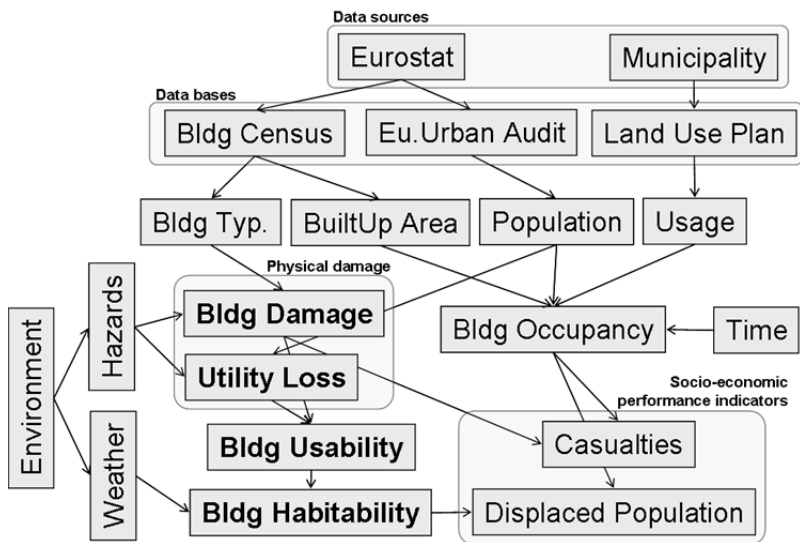 Data sources
Eurostat
Municipality
Data bases
Bldg Census
Eu.Urban Audit
Land Use Plan
Bldg Typ.
BuiltUp Area
Population
Usage
Physical damage
Environment
Hazards
Bldg Damage
Bldg Occupancy
Time
Utility Loss
Socio-economic
performance indicators
Weather
Bldg Usability
Casualties
Bldg Habitability
Displaced Population